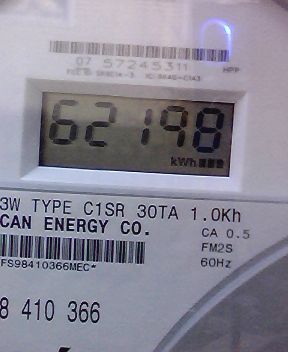 07 57245311
62198
kWh
3W TYPE C1SR 30TA 1.0Kh
CAN ENERGY CO.
CA 0.5
FM2S
FS98410366MEC*
60Hz
8 410 366